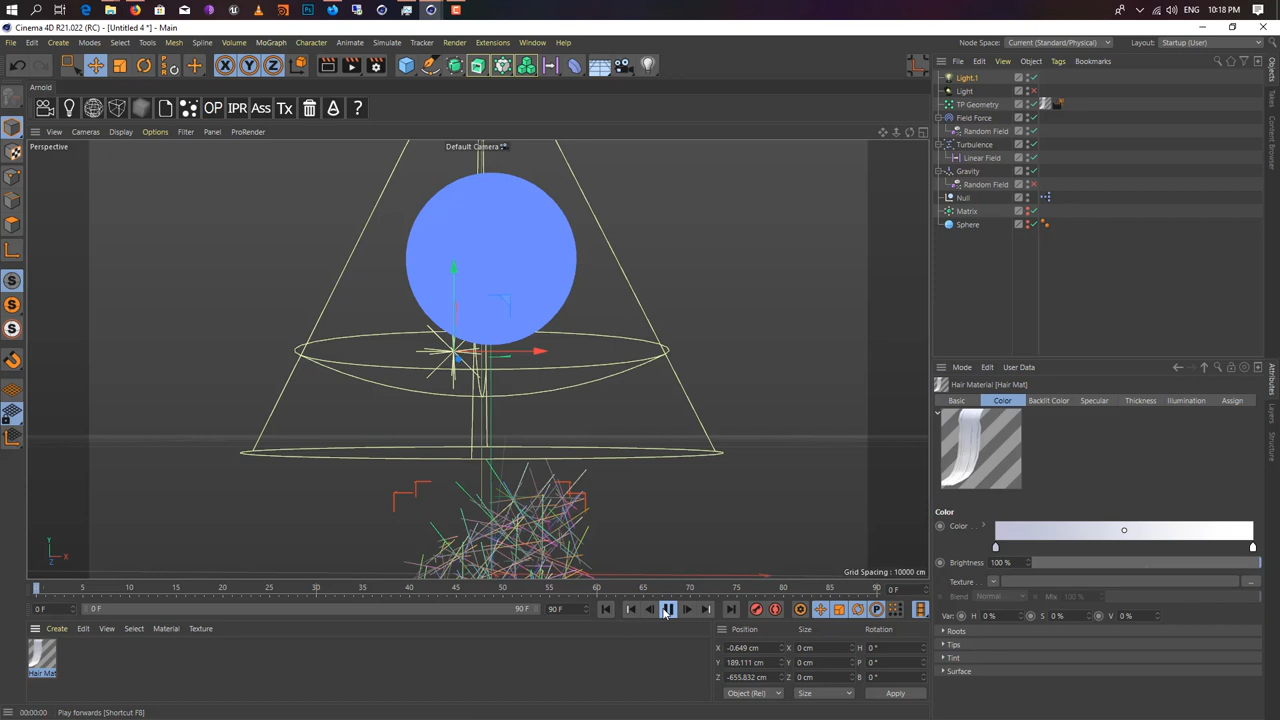 ENG 10:18 PM
Cinema 4D R21.022 (RC) - [Untitled 4 *] - Main
File Edit Create Modes Select Tools Mesh Spline Volume MoGraph Character Animate Simulate Tracker Render Extensions Window Help
Node Space: Current (Standard/Physical) Layout: Startup (User)
X Y Z
PSR
File Edit View Object Tags Bookmarks
Arnold
OP IPR Ass Tx ?
View Cameras Display Options Filter Panel ProRender
Perspective
Default Camera
Light.1
Light
TP Geometry
Field Force
Random Field
Turbulence
Linear Field
Gravity
Random Field
Null
Matrix
Sphere
Objects
Takes
Content Browser
Attributes
Layers
Structure
Mode Edit User Data
Hair Material [Hair Mat]
Basic Color Backlit Color Specular Thickness Illumination Assign
Color
Color . .
Brightness 100 %
Texture . .
Blend Normal Mix 100 %
Var: H 0 % S 0 % V 0 %
Roots
Tips
Tint
Surface
Y
X
Z
Grid Spacing : 10000 cm
0 5 10 15 20 25 30 35 40 45 50 55 60 65 70 75 80 85 90 0 F
0 F 0 F 90 F 90 F
Create Edit View Select Material Texture
Hair Mat
Position Size Rotation
X -0.649 cm X 0 cm H 0 °
Y 189.111 cm Y 0 cm P 0 °
Z -655.832 cm Z 0 cm B 0 °
Object (Rel) Size Apply
00:00:00 Play forwards [Shortcut F8]